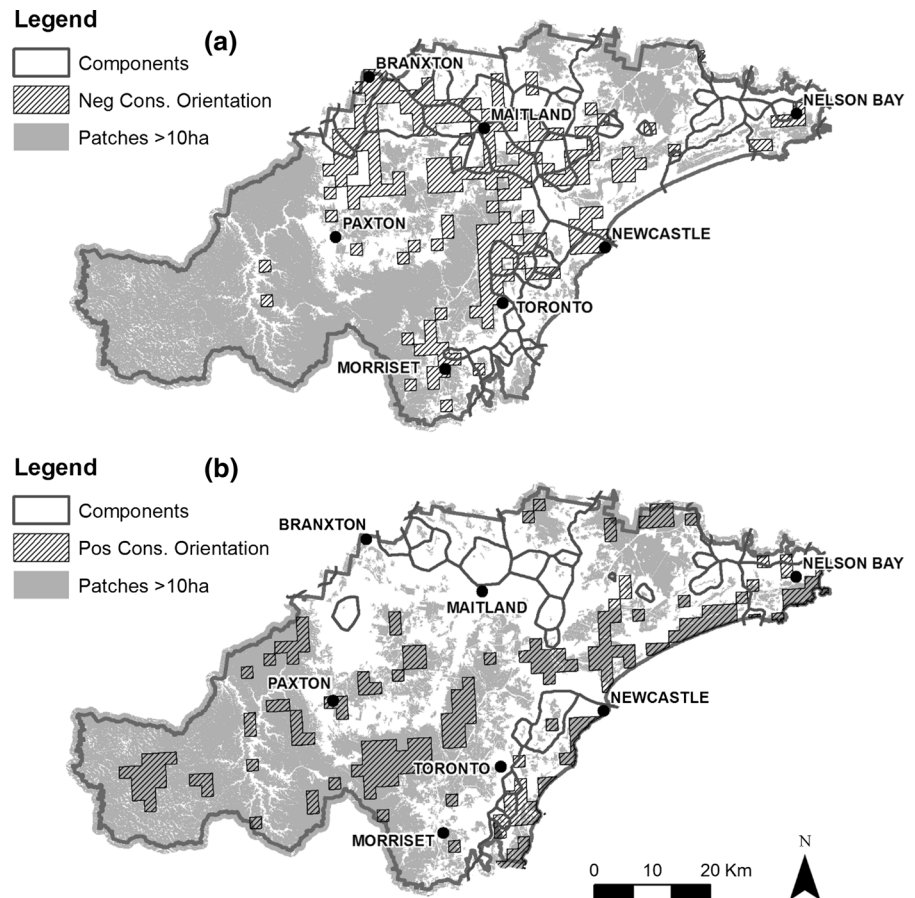 Legend
(a)
Components
Neg Cons. Orientation
Patches >10ha
BRANXTON
MAITLAND
NELSON BAY
PAXTON
NEWCASTLE
TORONTO
MORRISET
Legend
(b)
Components
Pos Cons. Orientation
Patches >10ha
BRANXTON
NELSON BAY
MAITLAND
PAXTON
NEWCASTLE
TORONTO
MORRISET
N
0 10 20 Km